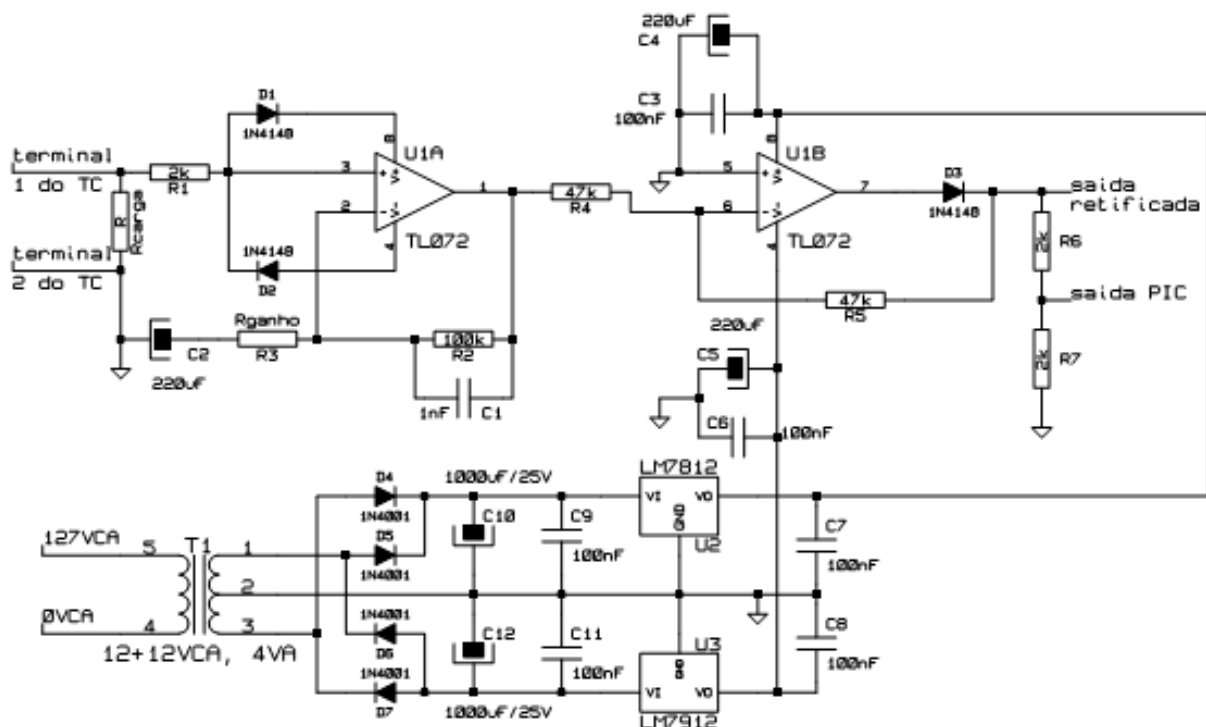 220uF
C4
C3
100nF
D1
1N4148
8
U1A
terminal
1 do TC
2k
R1
3
2
1
4
TL072
R
Rcarga
terminal
2 do TC
1N4148
D2
47k
R4
8
U1B
5
6
7
4
TL072
D3
1N4148
saida
retificada
2k
R6
saida PIC
2k
R7
47k
R5
C2
220uF
Rganho
R3
100k
R2
1nF
C1
220uF
C5
C6
100nF
127VCA
0VCA
5
4
T1
1
2
3
12+12VCA, 4VA
D4
1N4001
D5
1N4001
1N4001
D6
1N4001
D7
1000uF/25V
C10
C9
100nF
C12
C11
100nF
1000uF/25V
LM7812
VI
VO
GND
U2
U3
GND
VI
VO
LM7912
C7
100nF
C8
100nF